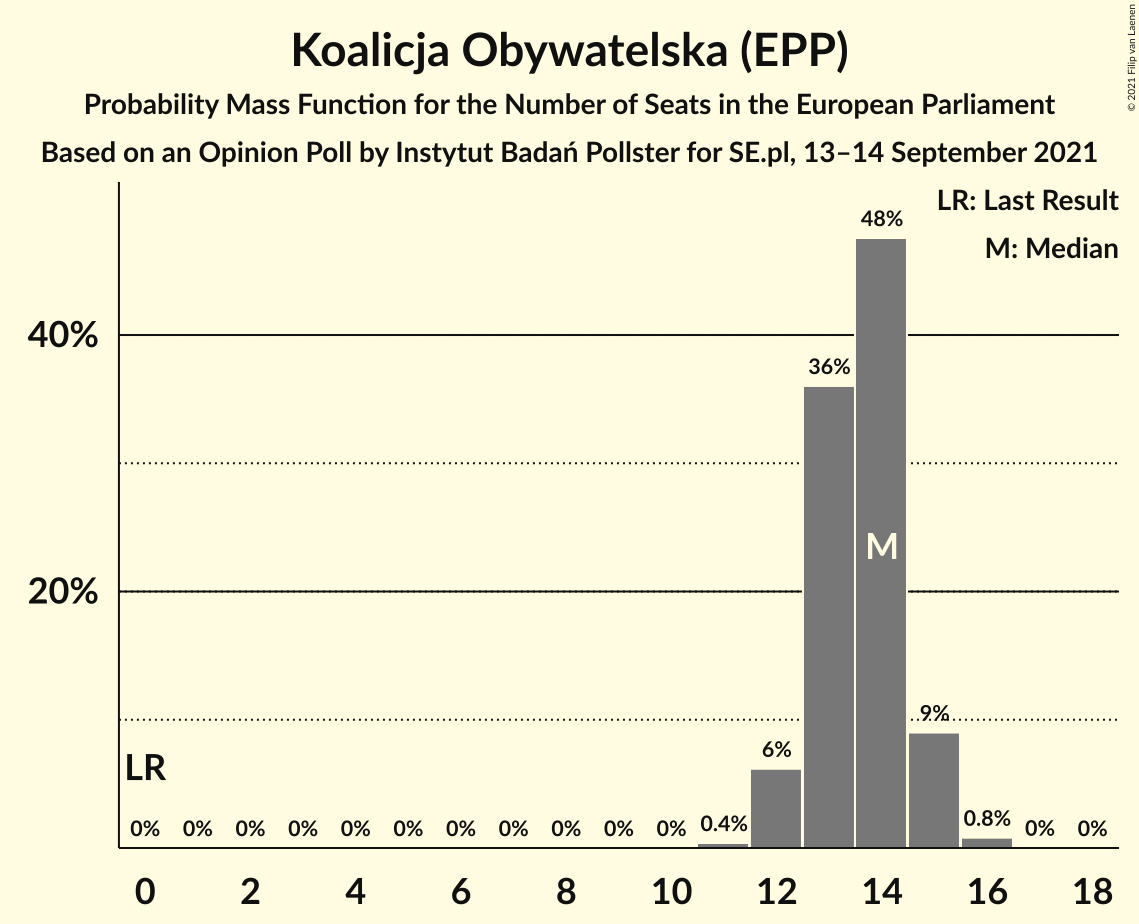 Koalicja Obywatelska (EPP)
Probability Mass Function for the Number of Seats in the European Parliament
Based on an Opinion Poll by Instytut Badań Pollster for SE.pl, 13–14 September 2021
© 2021 Filip van Laenen
LR: Last Result
M: Median
48%
40%
36%
M
20%
9%
6%
LR
0% 0% 0% 0% 0% 0% 0% 0% 0% 0% 0% 0.4% 0.8% 0% 0%
0 2 4 6 8 10 12 14 16 18